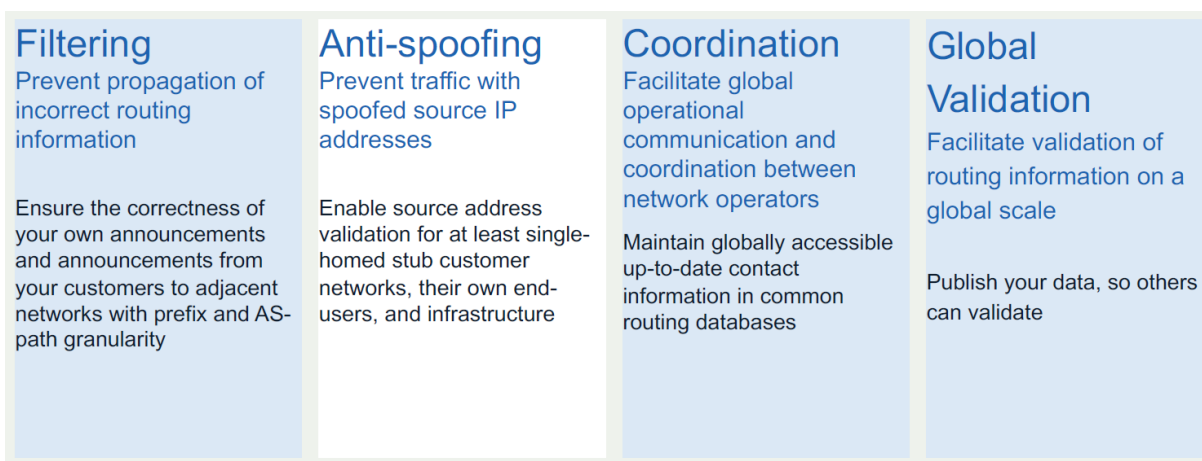 Filtering
Prevent propagation of
incorrect routing
information
Ensure the correctness of
your own announcements
and announcements from
your customers to adjacent
networks with prefix and AS-
path granularity
Anti-spoofing
Prevent traffic with
spoofed source IP
addresses
Enable source address
validation for at least single-
homed stub customer
networks, their own end-
users, and infrastructure
Coordination
Facilitate global
operational
communication and
coordination between
network operators
Maintain globally accessible
up-to-date contact
information in common
routing databases
Global
Validation
Facilitate validation of
routing information on a
global scale
Publish your data, so others
can validate